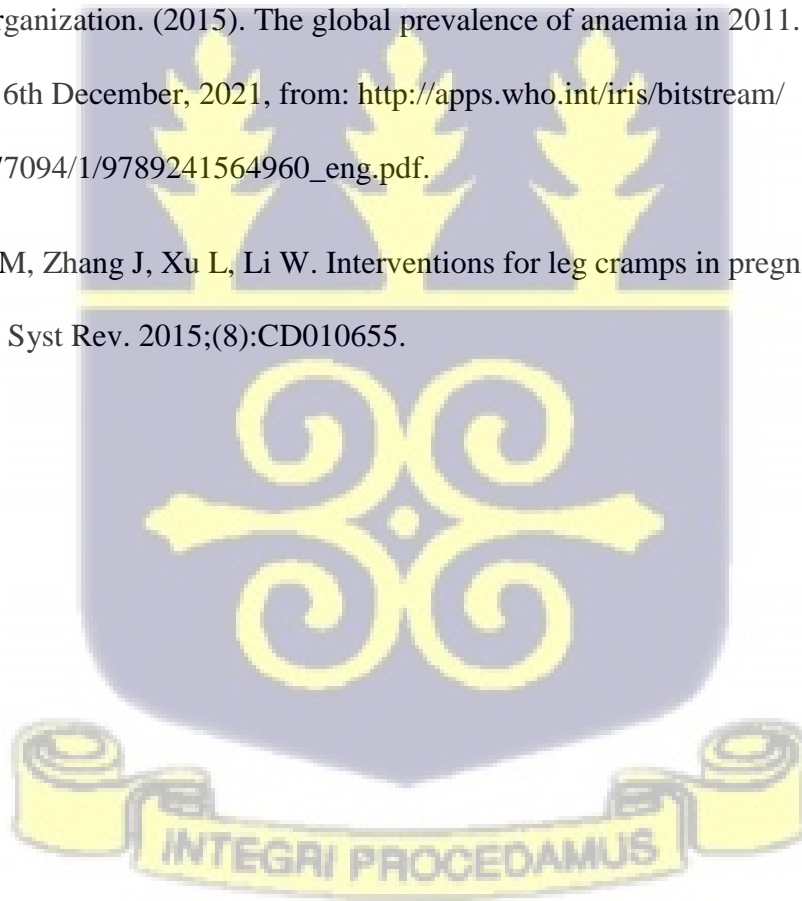 rganization. (2015). The global prevalence of anaemia in 2011.
6th December, 2021, from: http://apps.who.int/iris/bitstream/
77094/1/9789241564960_eng.pdf.
M, Zhang J, Xu L, Li W. Interventions for leg cramps in pregn
Syst Rev. 2015;(8):CD010655.
INTEGRI PROCEDAMUS